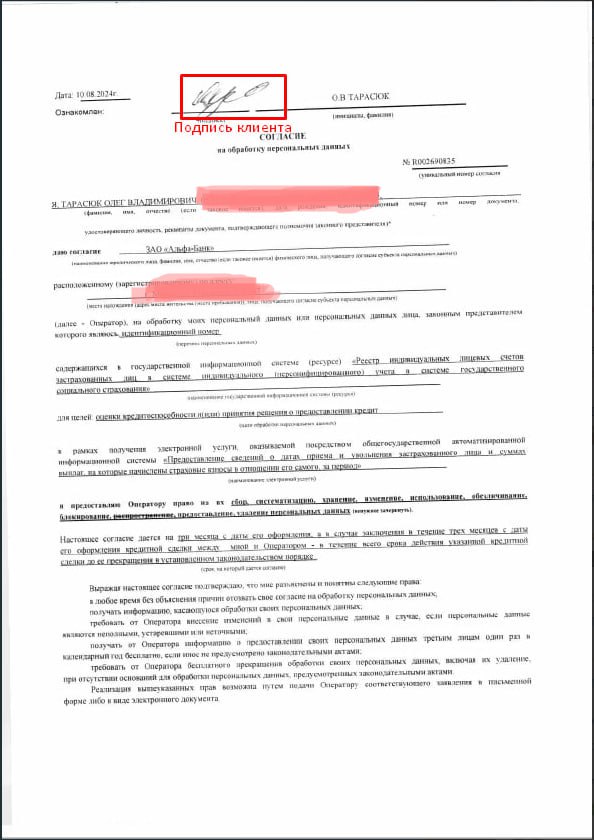 Дата: 10.08.2024г.
Ознакомлен:
О.В ТАРАСЮК
(подпись)
(инициалы, фамилия)
Подпись клиента
СОГЛАСИЕ
на обработку персональных данных
№ R002690835
(уникальный номер согласия
Я, ТАРАСЮК ОЛЕГ ВЛАДИМИРОВИЧ
(фамилия, имя, отчество (если номер или номер документа,
удостоверяющего личность, реквизиты документа, подтверждающего полномочия законного представителя)*
даю согласие ЗАО «Альфа-Банк»
(наименование юридического лица, фамилия, имя, отчество (если таковое имеется) физического лица, получающего согласие субъекта персональных данных)
расположенному (зарегистрированному)
(место нахождения (адрес места жительства (места пребывания)), лица, получающего согласие субъекта персональных данных)
(далее - Оператор), на обработку моих персональный данных или персональных данных лица, законным представителем
которого являюсь, идентификационный номер
(перечень персональных данных)
содержащихся в государственной информационной системе (ресурсе) «Реестр индивидуальных лицевых счетов
застрахованных лиц в системе индивидуального (персонифицированного) учета в системе государственного
социального страхования»
(наименование государственной информационной системы (ресурса)
для целей оценки кредитоспособности и(или) принятия решения о предоставлении кредит
(цели обработки персональных данных)
в рамках получения электронной услуги, оказываемой посредством общегосударственной автоматизированной
информационной системы «Предоставление сведений о датах приема и увольнения застрахованного лица и суммах
выплат, на которые начислены страховые взносы в отношении его самого, за период»
(наименование электронной услуги)
и предоставляю Оператору право на их сбор, систематизацию, хранение, изменение, использование, обезличивание,
блокирование, распространение, предоставление, удаление персональных данных (ненужное зачеркнуть).
Настоящее согласие дается на три месяца с даты его оформления, а в случае заключения в течение трех месяцев с даты
его оформления кредитной сделки между мной и Оператором - в течение всего срока действия указанной кредитной
сделки до ее прекращения в установленном законодательством порядке
(срок, на который дается согласие)
Выражая настоящее согласие подтверждаю, что мне разъяснены и понятны следующие права:
в любое время без объяснения причин отозвать свое согласие на обработку персональных данных;
получать информацию, касающуюся обработки своих персональных данных;
требовать от Оператора внесение изменений в свои персональные данные в случае, если персональные данные
являются неполными, устаревшими или неточными;
получать от Оператора информацию о предоставлении своих персональных данных третьим лицам один раз в
календарный год бесплатно, если иное не предусмотрено законодательными актами;
требовать от Оператора бесплатного прекращения обработки своих персональных данных, включая их удаление,
при отсутствии оснований для обработки персональных данных, предусмотренных законодательными актами.
Реализация вышеуказанных прав возможна путем подачи Оператору соответствующего заявления в письменной
форме либо в виде электронного документа